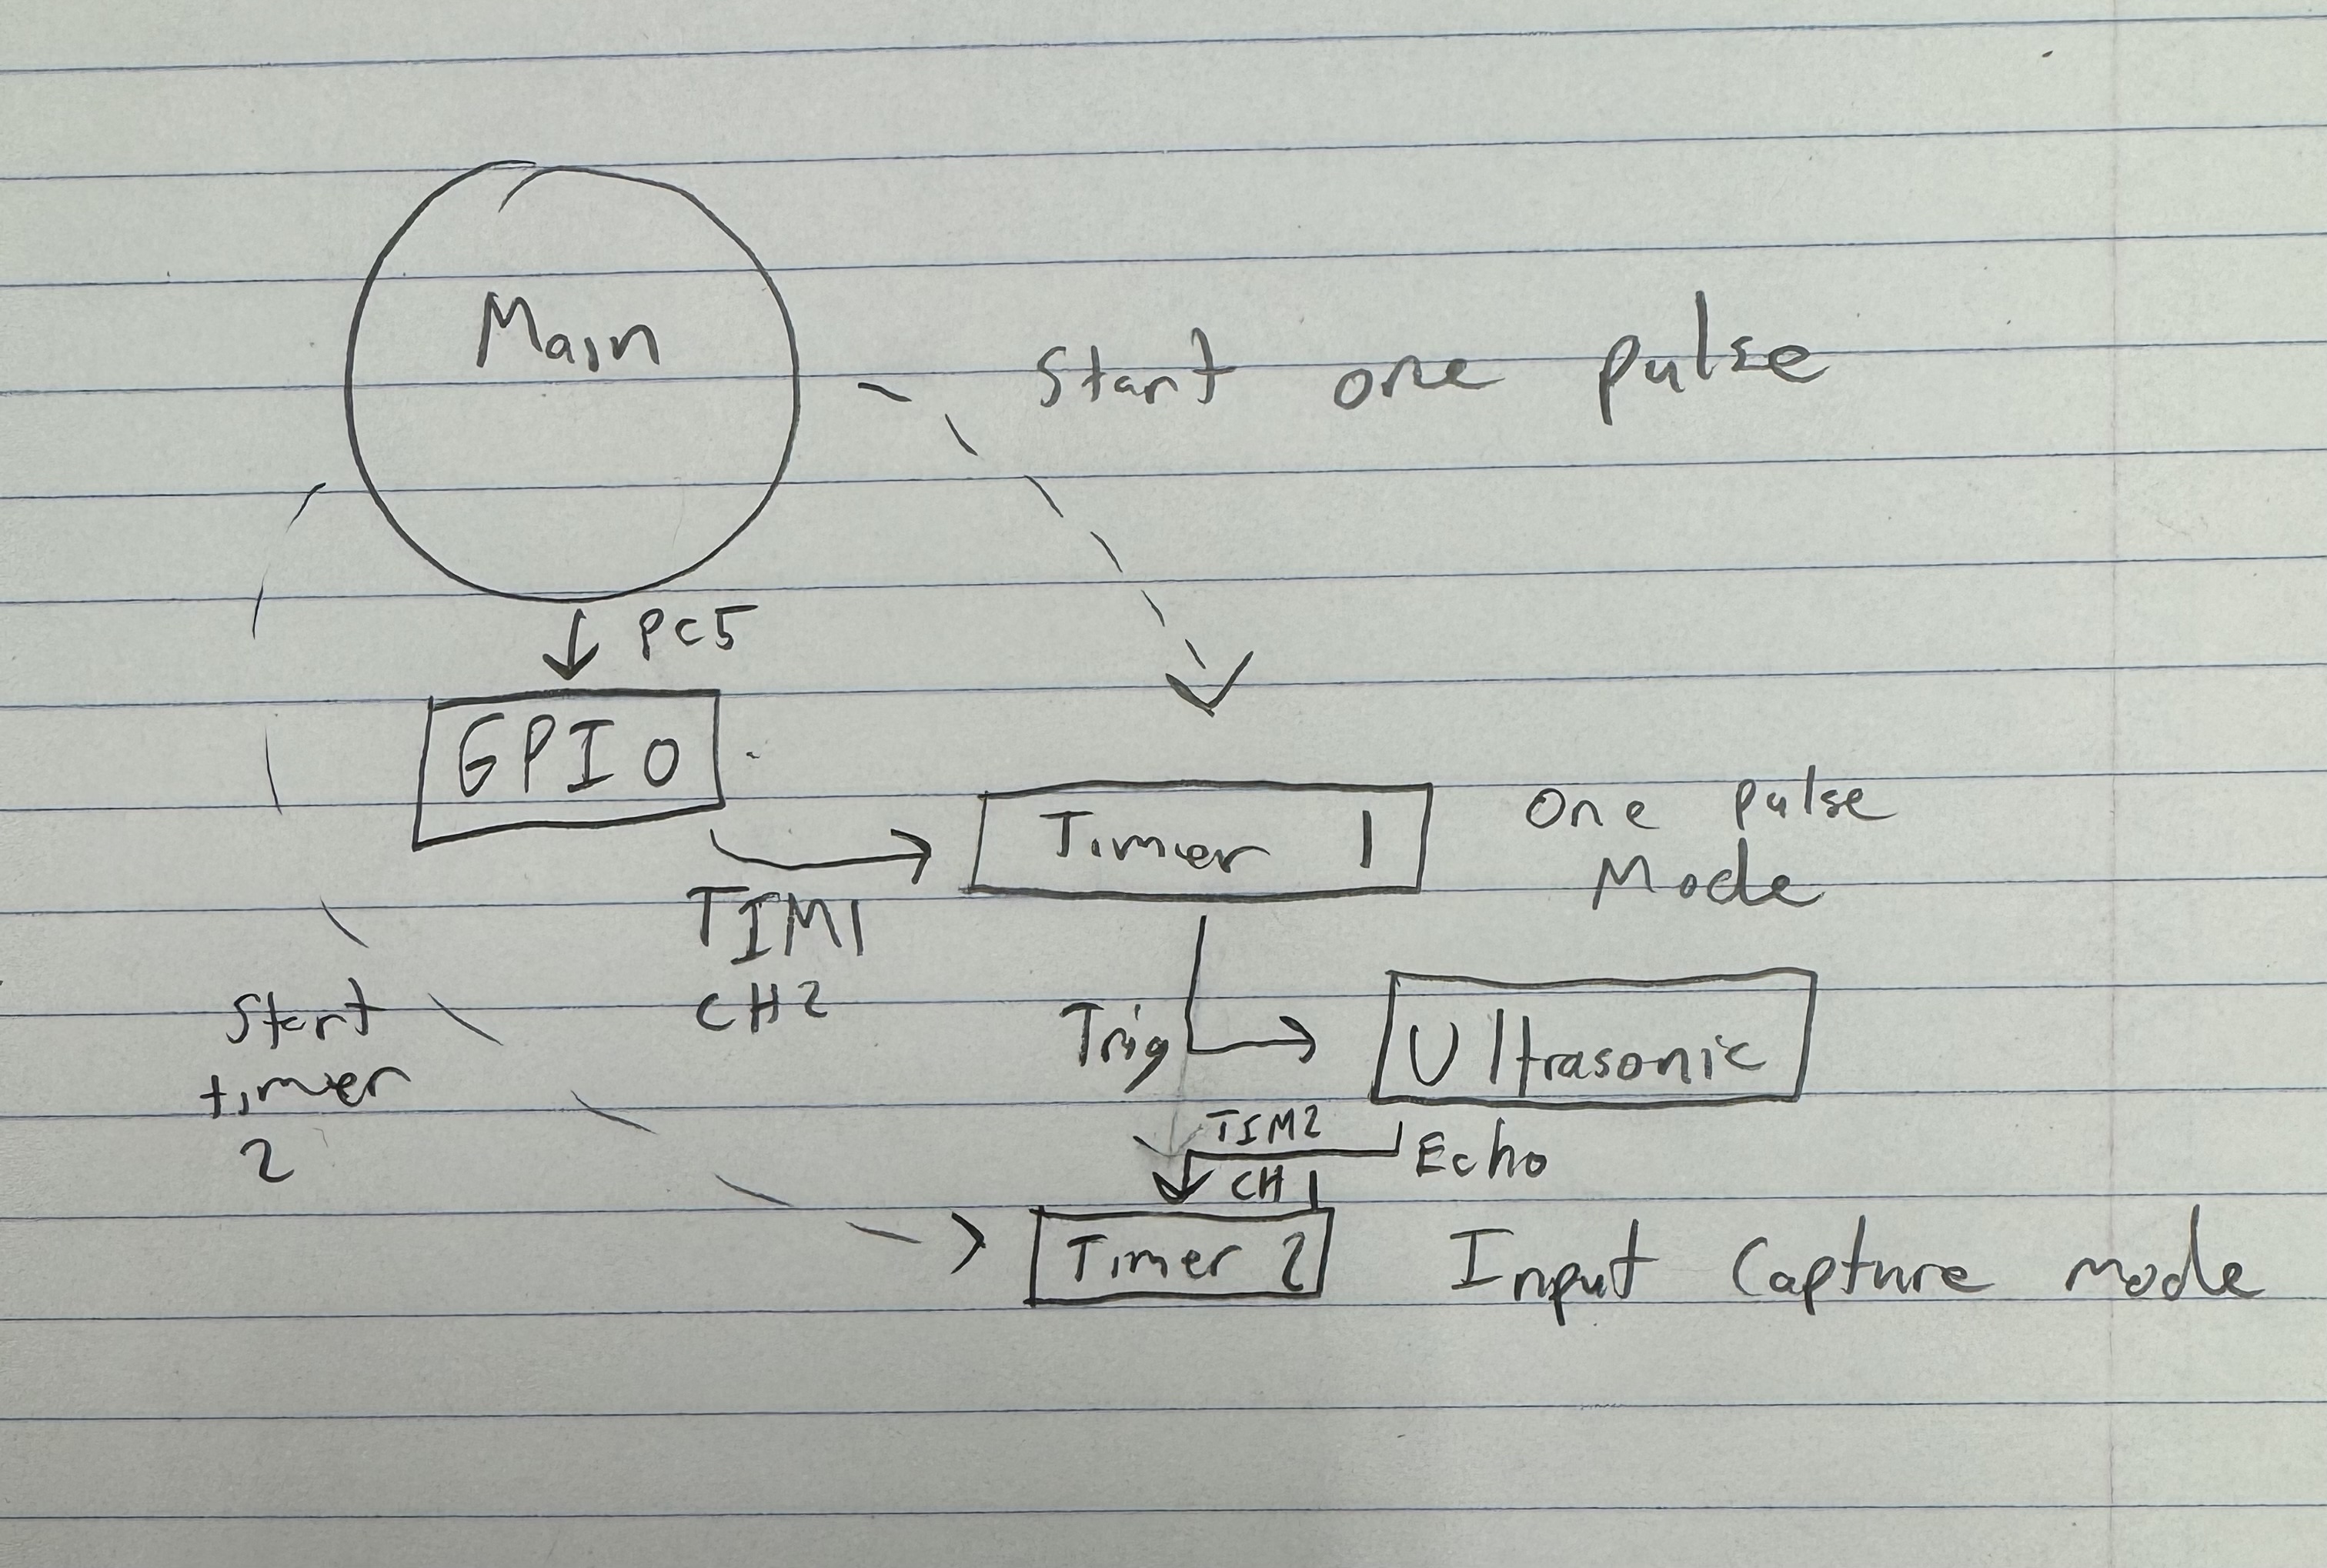 Main
Start one pulse
PC5
GPIO
Timer 1
One pulse
Mode
TIM1
CH2
Start
timer
2
Trig
Ultrasonic
TIM2
CH1
Echo
Timer 2
Input Capture mode